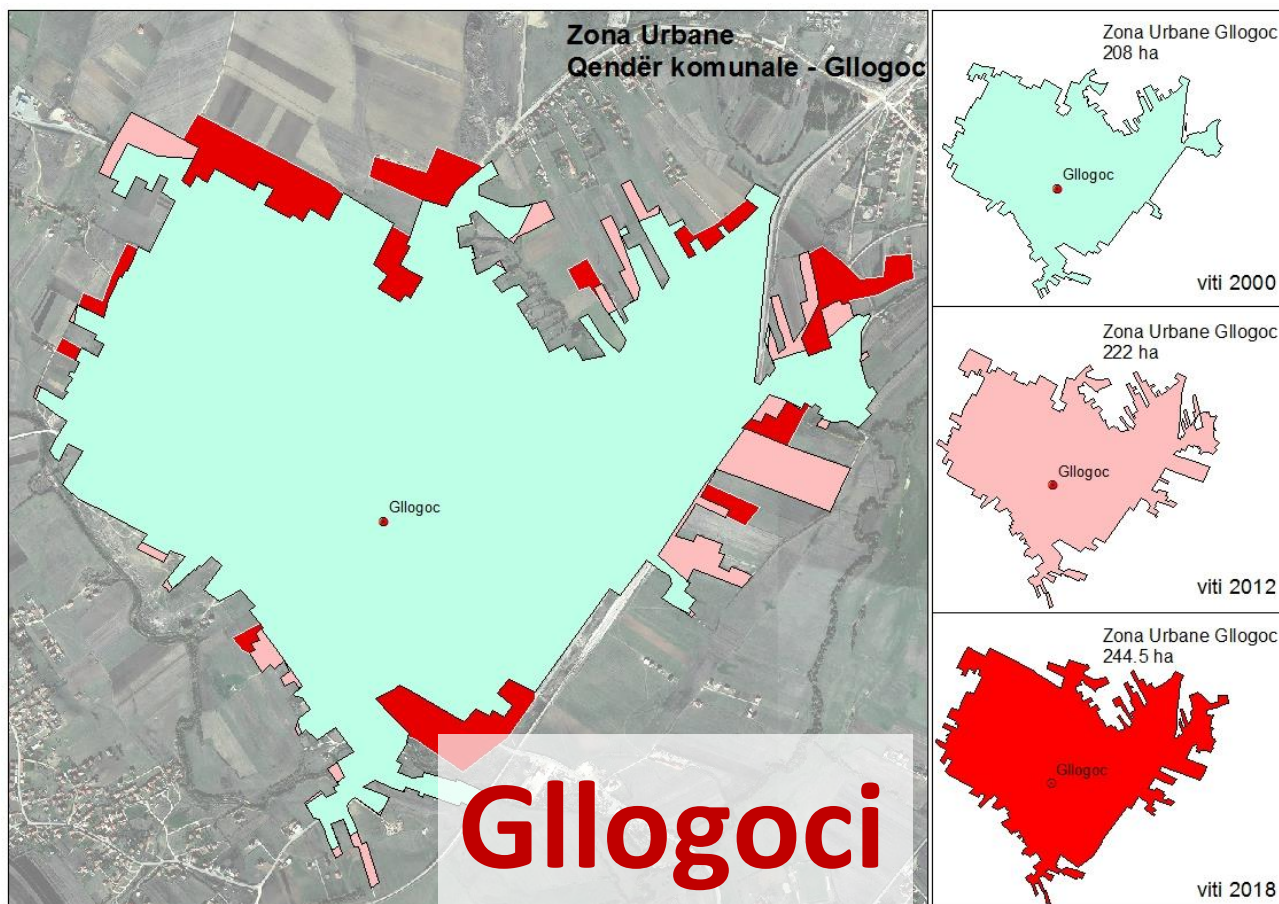 Zona Urbane
Qendër komunale - Gllogoc
Gllogoc
Gllogoci
Zona Urbane Gllogoc
208 ha
Gllogoc
viti 2000
Zona Urbane Gllogoc
222 ha
Gllogoc
viti 2012
Zona Urbane Gllogoc
244.5 ha
Gllogoc
viti 2018